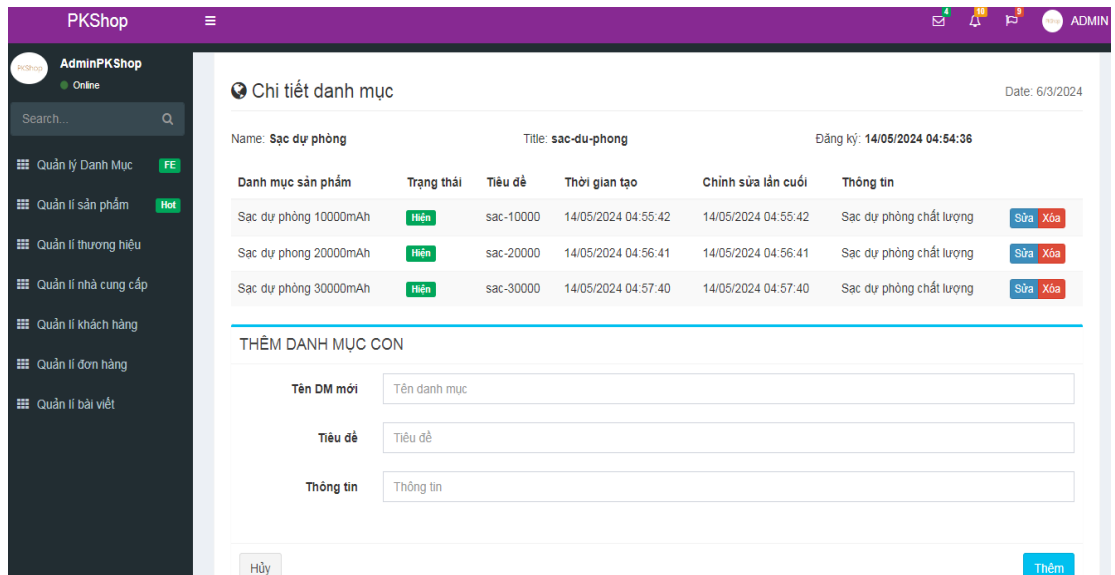 PKShop
4
10
9
ADMIN
PKShop
AdminPKShop
Online
Search...
Quản lý Danh Mục FE
Quản lí sản phẩm Hot
Quản lí thương hiệu
Quản lí nhà cung cấp
Quản lí khách hàng
Quản lí đơn hàng
Quản lí bài viết
Chi tiết danh mục
Date: 6/3/2024
Name: Sạc dự phòng Title: sac-du-phong Đăng ký: 14/05/2024 04:54:36
Danh mục sản phẩm Trạng thái Tiêu đề Thời gian tạo Chỉnh sửa lần cuối Thông tin
Sạc dự phòng 10000mAh Hiện sac-10000 14/05/2024 04:55:42 14/05/2024 04:55:42 Sạc dự phòng chất lượng Sửa Xóa
Sạc dự phong 20000mAh Hiện sac-20000 14/05/2024 04:56:41 14/05/2024 04:56:41 Sạc dự phòng chất lượng Sửa Xóa
Sạc dự phòng 30000mAh Hiện sac-30000 14/05/2024 04:57:40 14/05/2024 04:57:40 Sạc dự phòng chất lượng Sửa Xóa
THÊM DANH MỤC CON
Tên DM mới Tên danh mục
Tiêu đề Tiêu đề
Thông tin Thông tin
Hủy Thêm